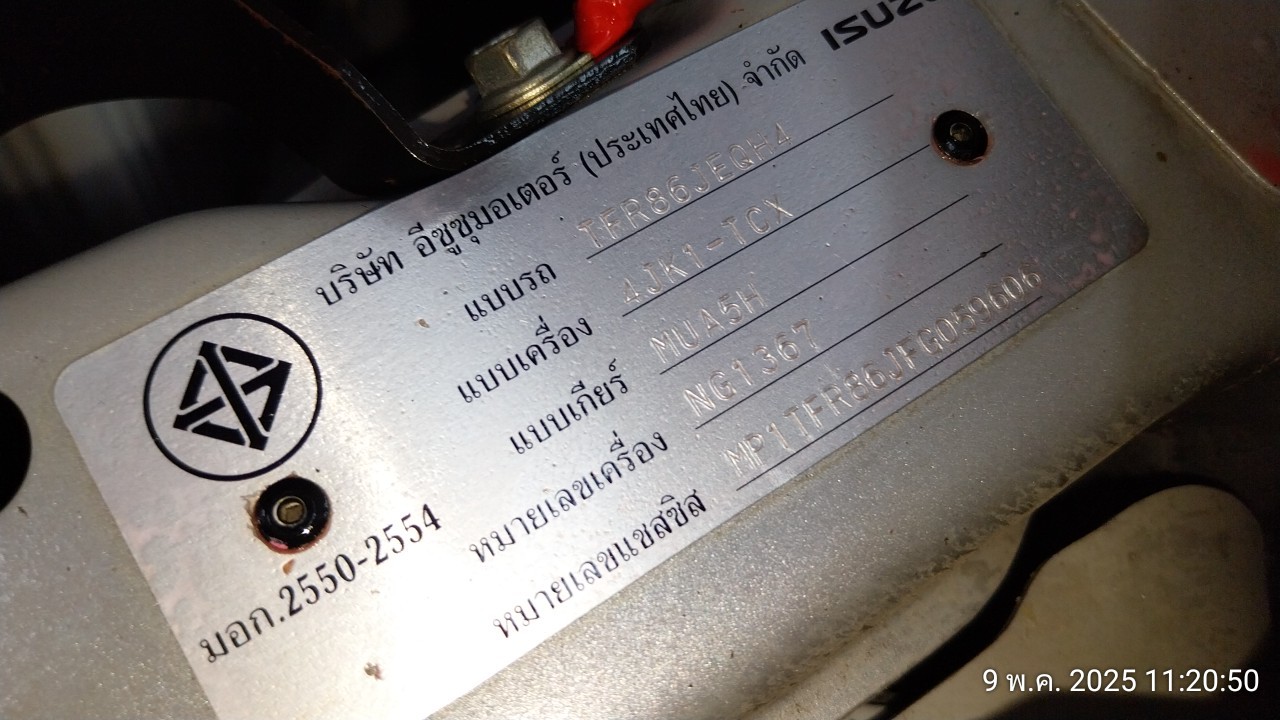 ISUZU
บริษัท อีซูซุมอเตอร์ (ประเทศไทย) จำกัด
แบบรถ TFR86JEQH4
แบบเครื่อง 4JK1-TCX
แบบเกียร์ MUA5H
หมายเลขเครื่อง NG1367
หมายเลขแชสซิส MP1TFR86JFG059606
มอก.2550-2554
9 พ.ค. 2025 11:20:50